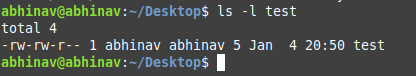 abhinav@abhinav:~/Desktop$ ls -l test
total 4
-rw-rw-r-- 1 abhinav abhinav 5 Jan  4 20:50 test
abhinav@abhinav:~/Desktop$